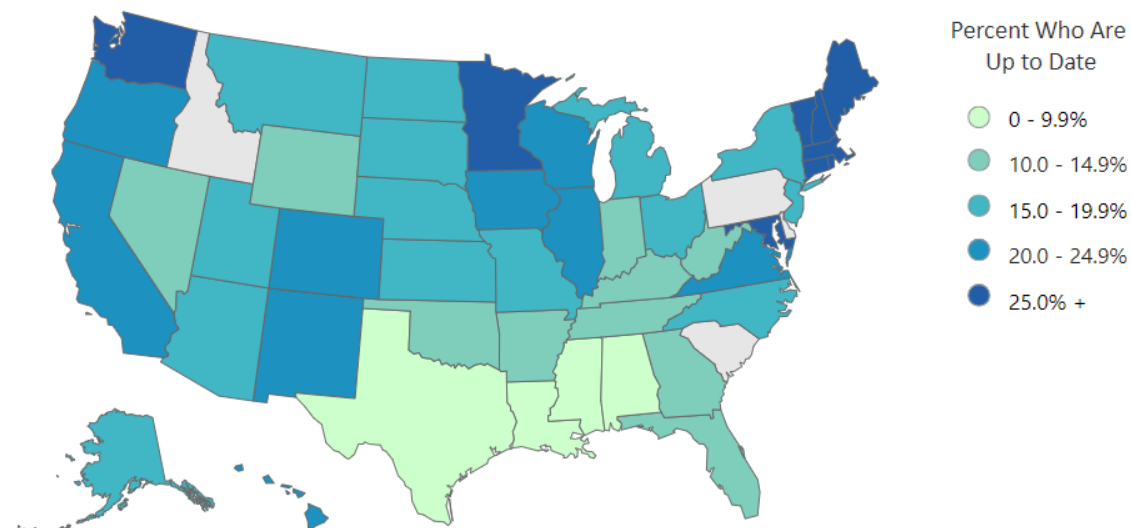 Percent Who Are
Up to Date
0 - 9.9%
10.0 - 14.9%
15.0 - 19.9%
20.0 - 24.9%
25.0% +